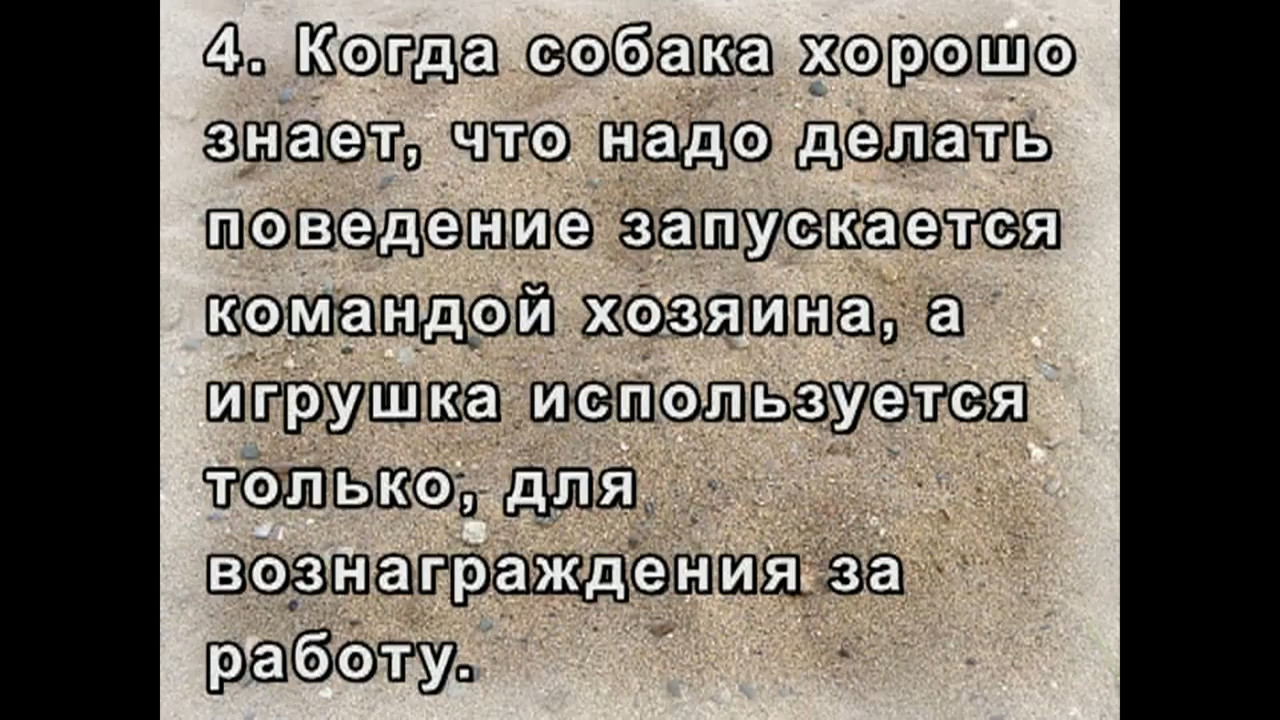 4. Когда собака хорошо
знает, что надо делать
поведение запускается
командой хозяина, а
игрушка используется
только, для
вознаграждения за
работу.